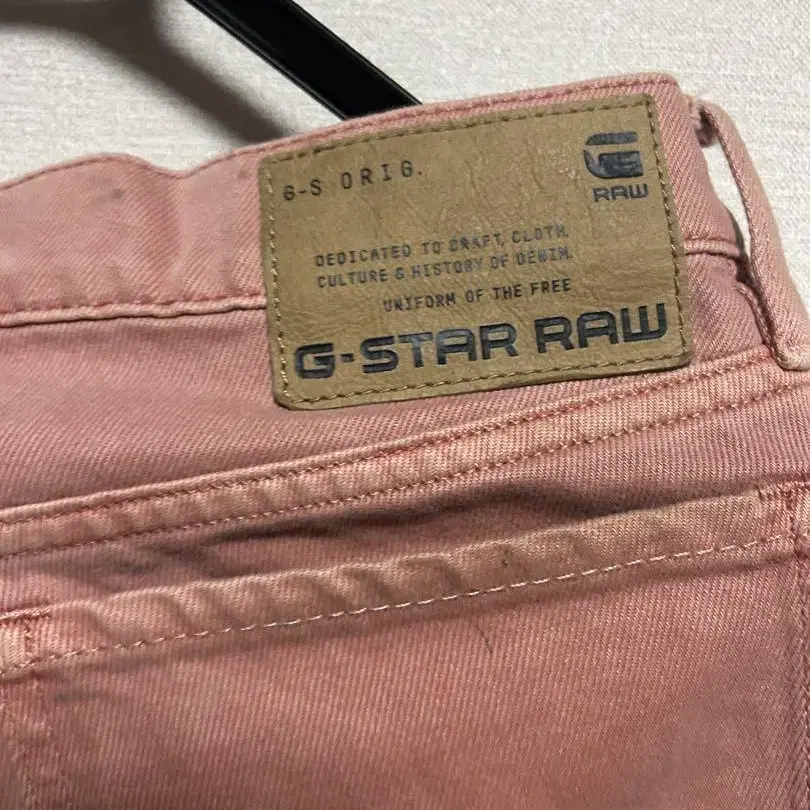 G-S ORIG.
RAW
DEDICATED TO CRAFT, CLOTH,
CULTURE & HISTORY OF DENIM.
UNIFORM OF THE FREE
G-STAR RAW